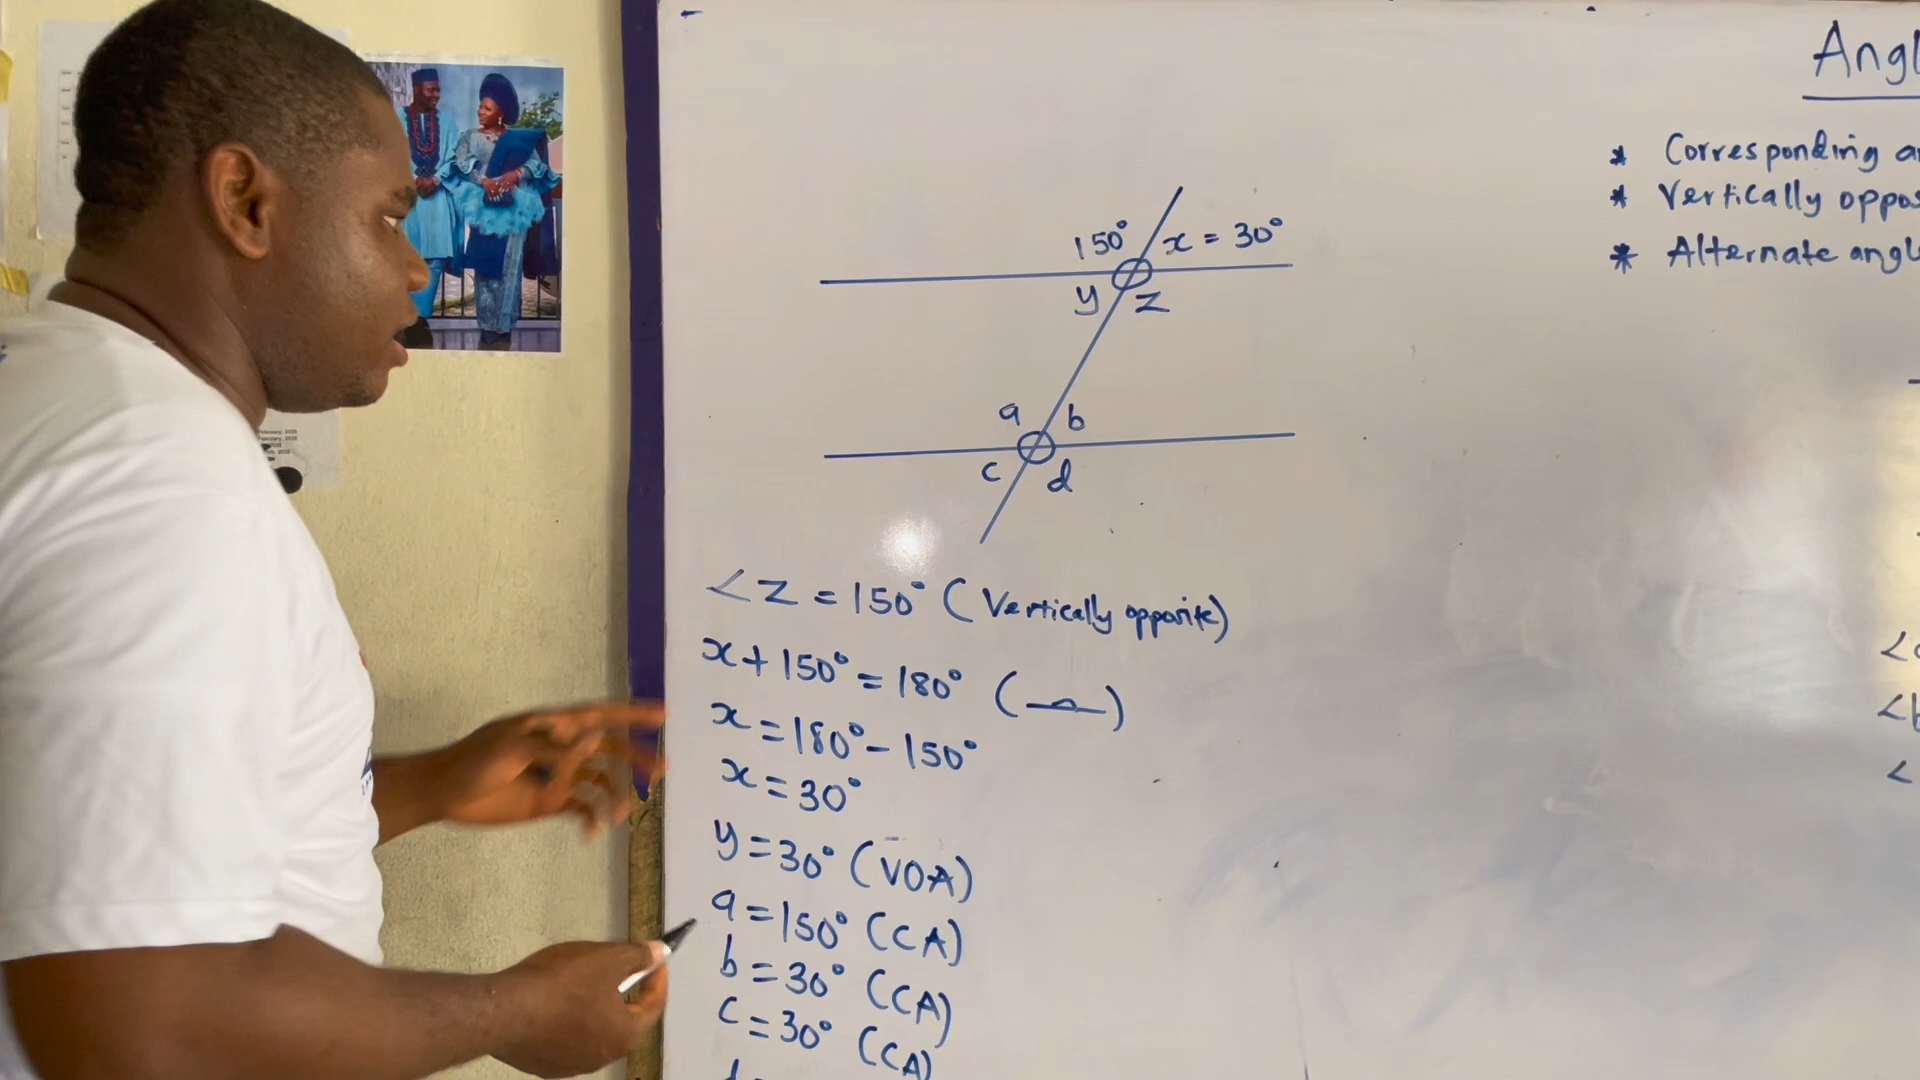 Angl
* Corresponding a
* Vertically oppos
* Alternate angl
150° x = 30°
y z
a b
c d
<Z = 150° (Vertically opposite)
x + 150° = 180°
x = 180° - 150°
x = 30°
y = 30° (VOA)
a = 150° (CA)
b = 30° (CA)
c = 30° (CA)